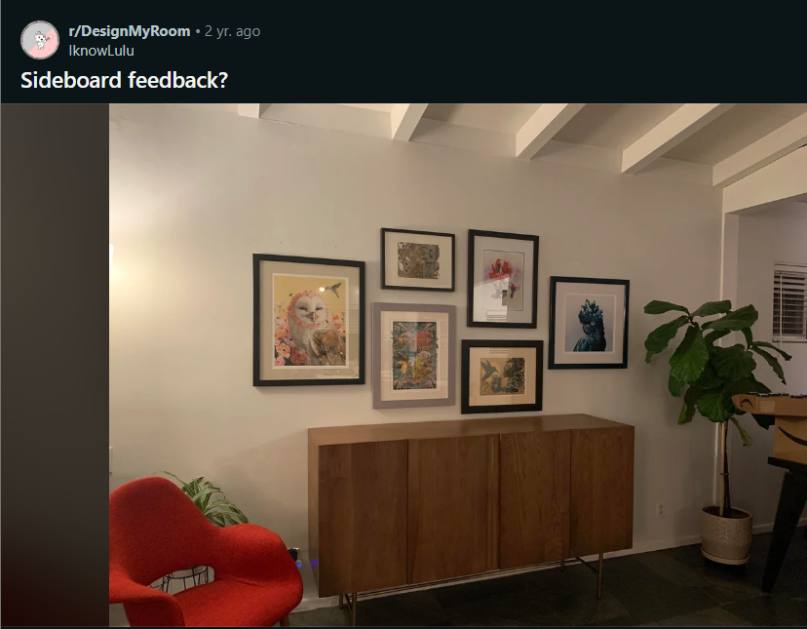 r/DesignMyRoom • 2 yr. ago
IknowLulu
Sideboard feedback?